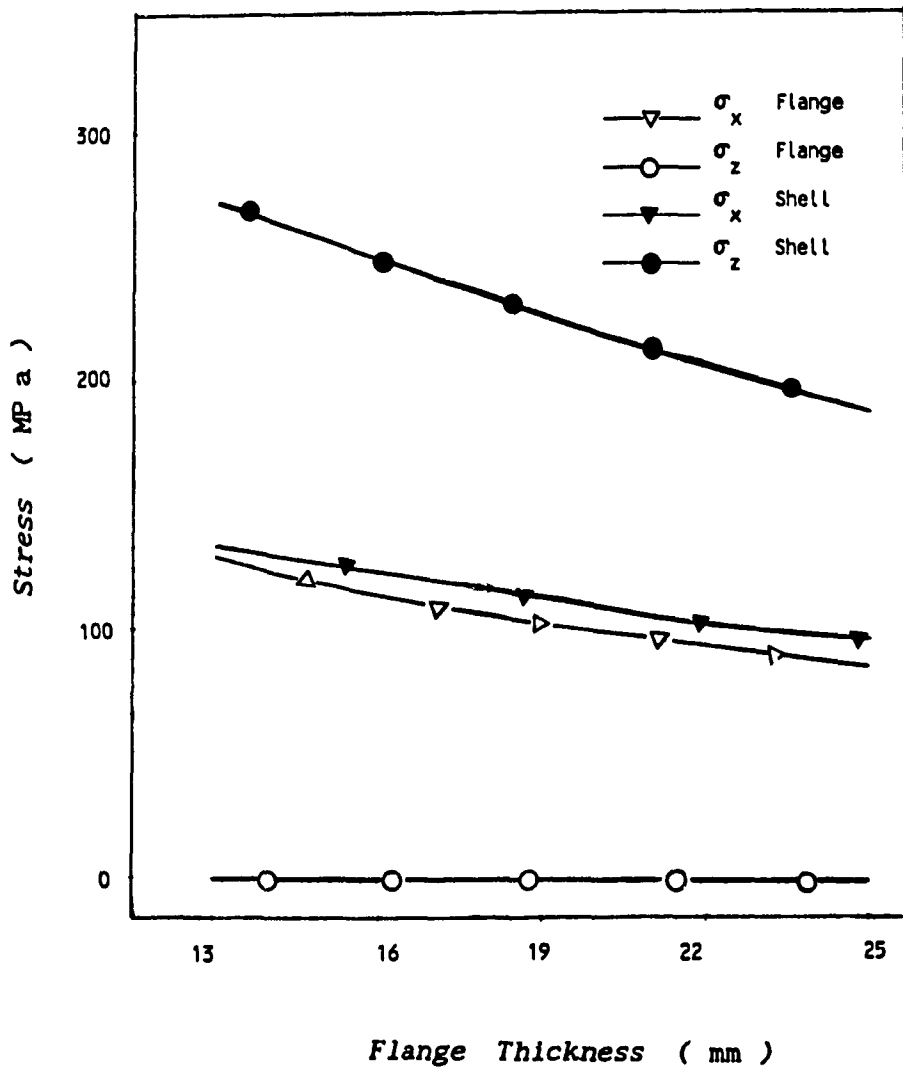 300
200
100
0
Stress ( MPa )
σx Flange
σz Flange
σx Shell
σz Shell
13 16 19 22 25
Flange Thickness ( mm )